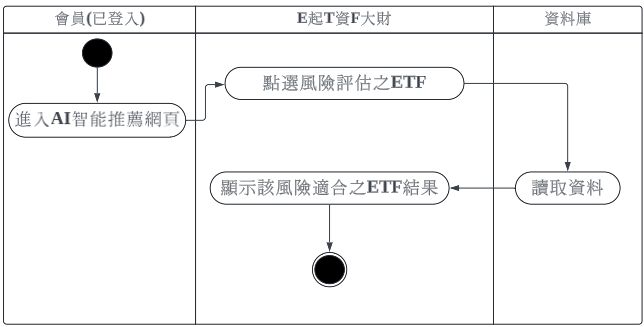 會員(已登入)
E起T資F大財
資料庫
點選風險評估之ETF
進入AI智能推薦網頁
顯示該風險適合之ETF結果
讀取資料